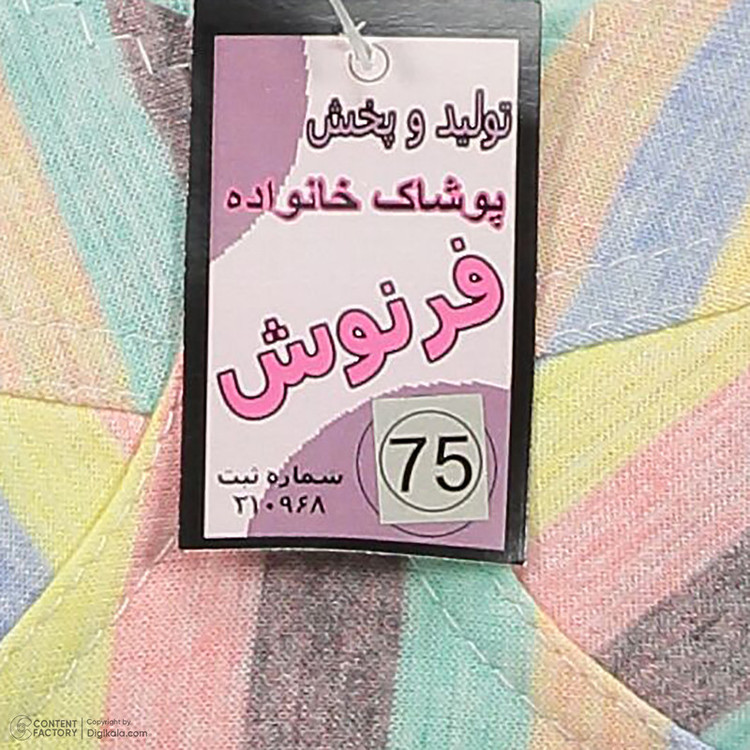 تولید و پخش
پوشاک خانواده
فرنوش
75
شماره ثبت
۲۱۰۹۶۸
CONTENT FACTORY
Copyright by
Digikala.com